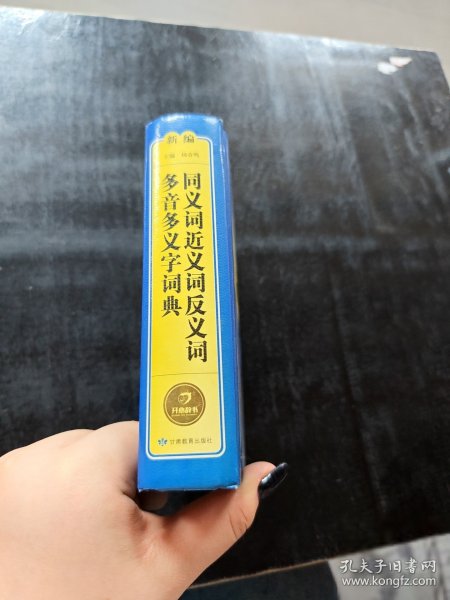 新编
主编
同义词近义词反义词
多音多义字词典
开心辞书
甘肃教育出版社
孔夫子旧书网
www.kongfz.com